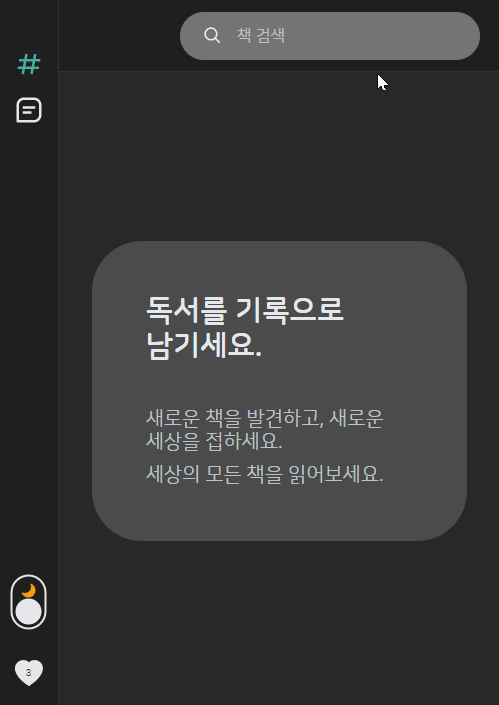 책 검색
#
독서를 기록으로
남기세요.
새로운 책을 발견하고, 새로운
세상을 접하세요.
세상의 모든 책을 읽어보세요.
3